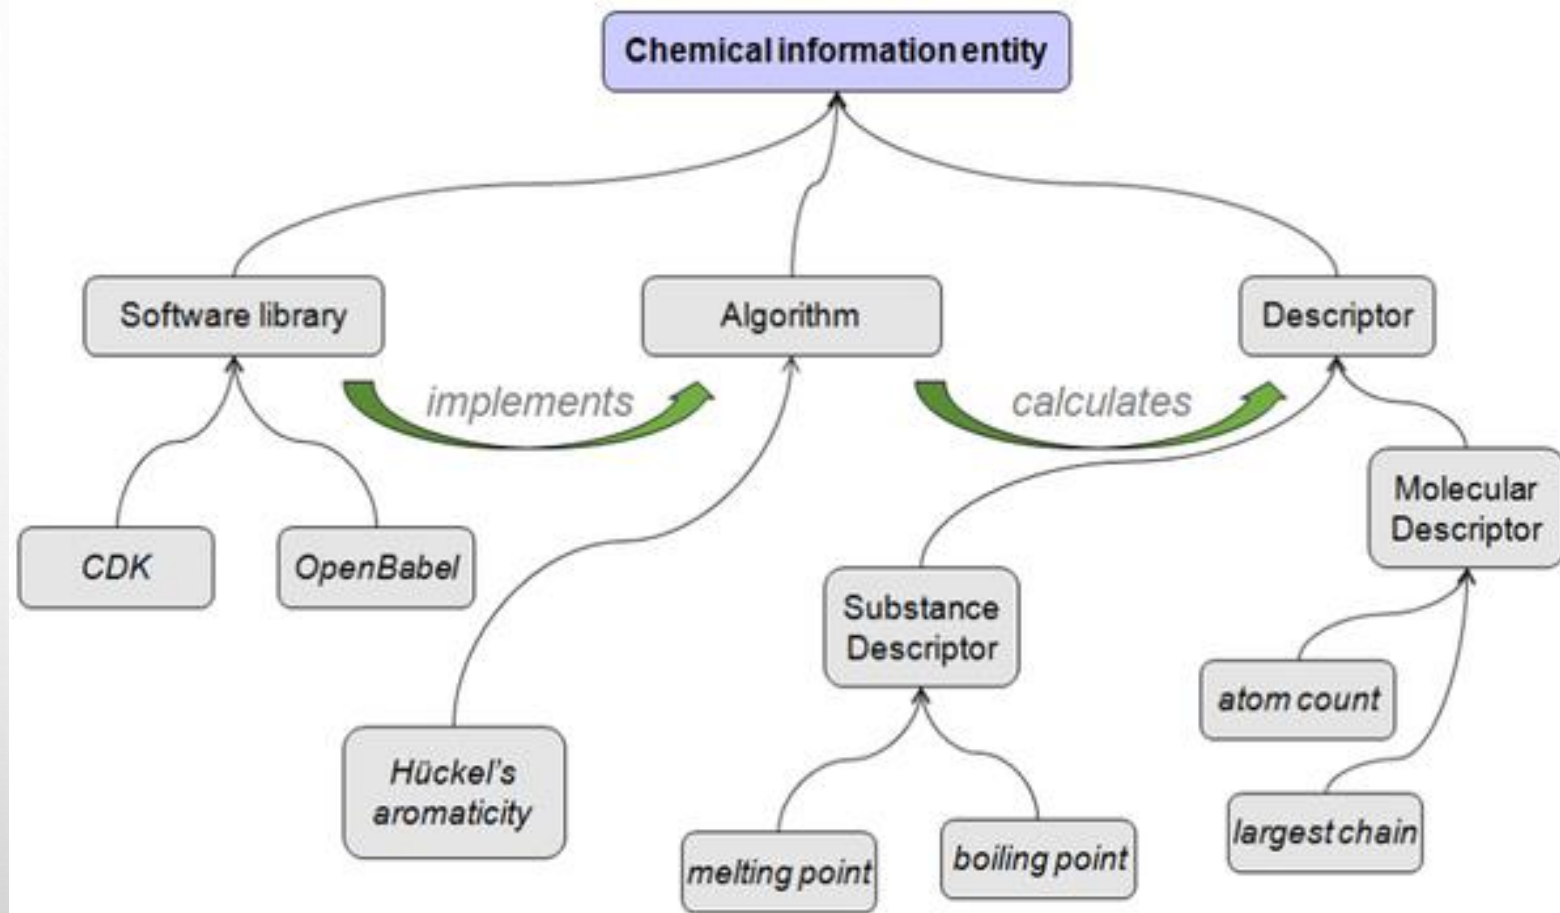 Chemical information entity
Software library
Algorithm
Descriptor
implements
calculates
CDK
OpenBabel
Molecular
Descriptor
Substance
Descriptor
atom count
Hückel's
aromaticity
largest chain
melting point
boiling point